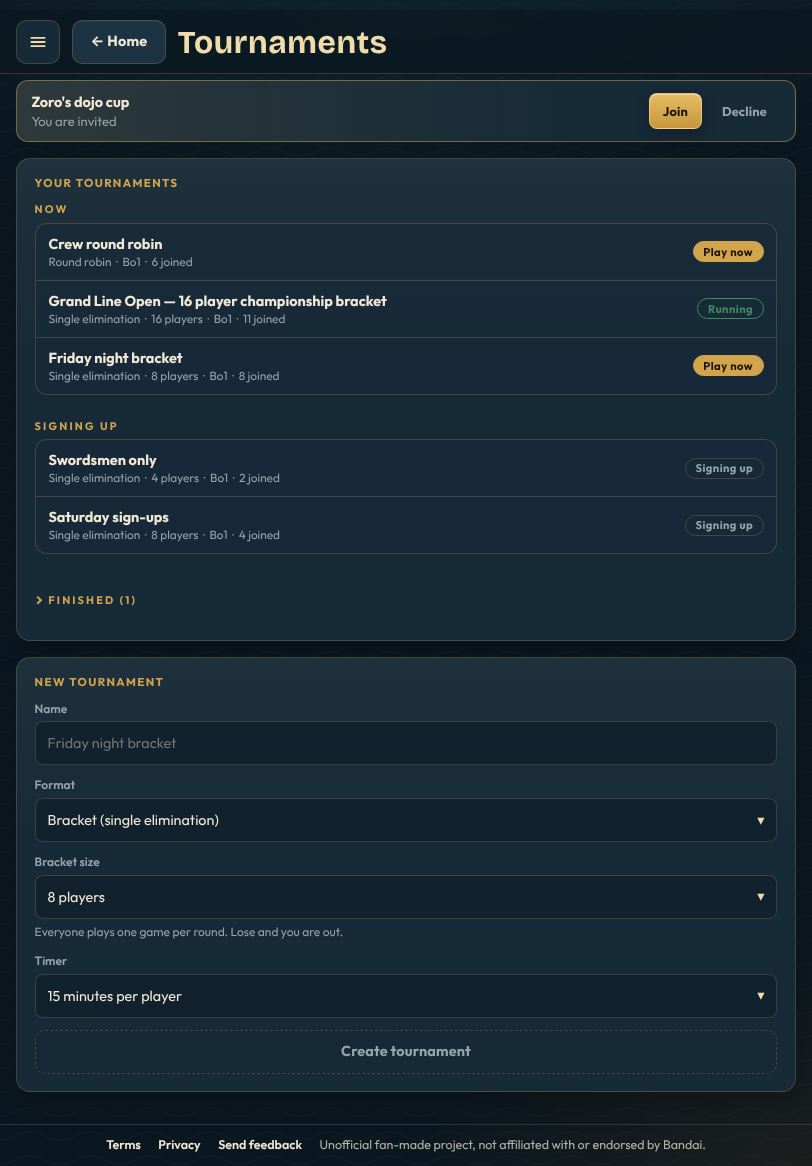 ← Home
Tournaments
Zoro's dojo cup
You are invited
Join
Decline
YOUR TOURNAMENTS
NOW
Crew round robin
Round robin · Bo1 · 6 joined
Play now
Grand Line Open — 16 player championship bracket
Single elimination · 16 players · Bo1 · 11 joined
Running
Friday night bracket
Single elimination · 8 players · Bo1 · 8 joined
Play now
SIGNING UP
Swordsmen only
Single elimination · 4 players · Bo1 · 2 joined
Signing up
Saturday sign-ups
Single elimination · 8 players · Bo1 · 4 joined
Signing up
FINISHED (1)
NEW TOURNAMENT
Name
Friday night bracket
Format
Bracket (single elimination)
Bracket size
8 players
Everyone plays one game per round. Lose and you are out.
Timer
15 minutes per player
Create tournament
Terms Privacy Send feedback Unofficial fan-made project, not affiliated with or endorsed by Bandai.